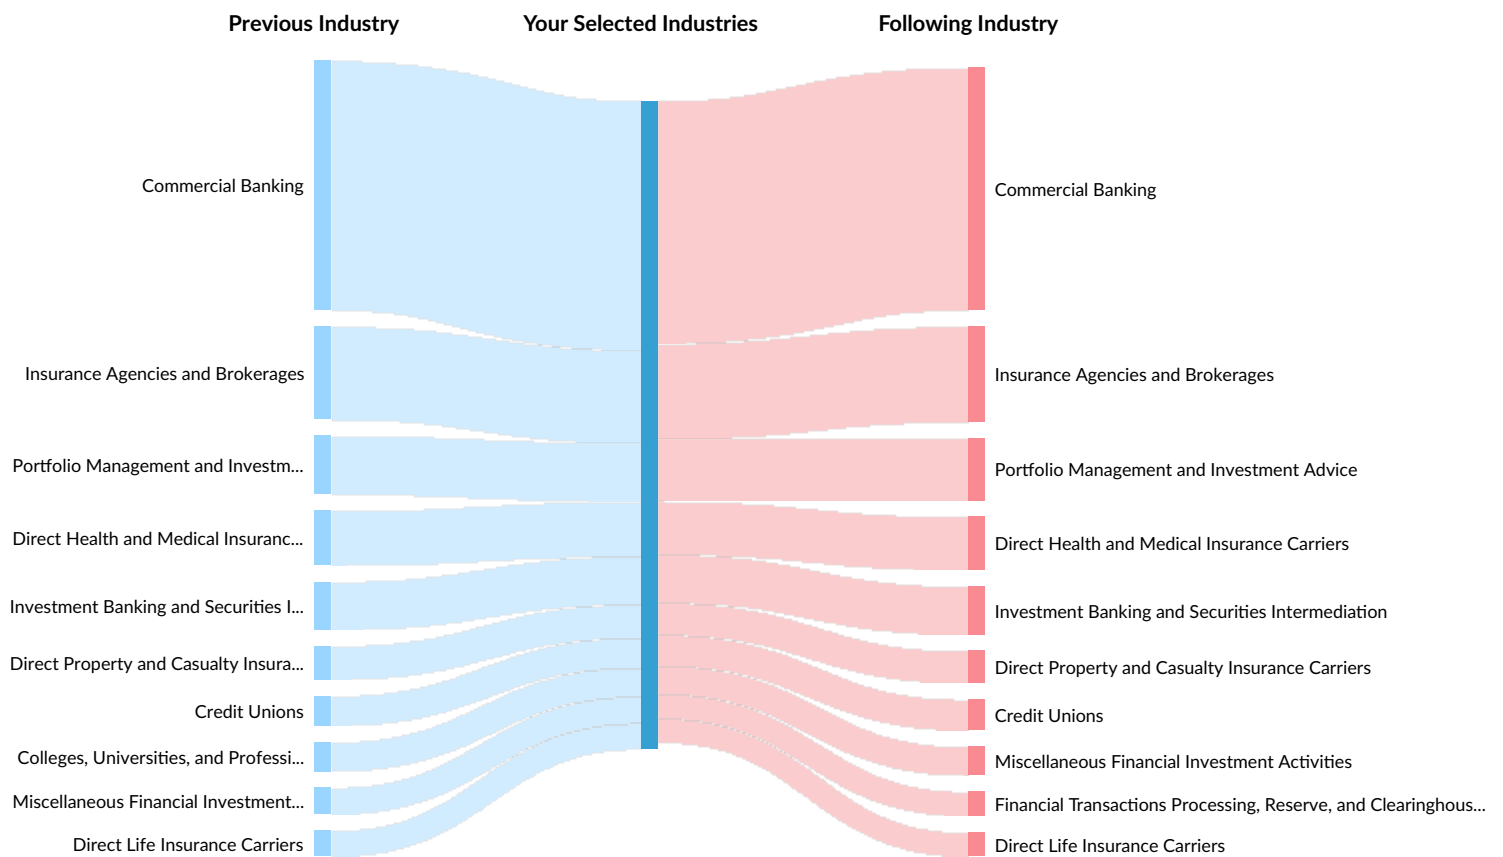 Previous Industry
Your Selected Industries
Following Industry
Commercial Banking
Commercial Banking
Insurance Agencies and Brokerages
Insurance Agencies and Brokerages
Portfolio Management and Investm...
Portfolio Management and Investment Advice
Direct Health and Medical Insuranc...
Direct Health and Medical Insurance Carriers
Investment Banking and Securities I...
Investment Banking and Securities Intermediation
Direct Property and Casualty Insura...
Direct Property and Casualty Insurance Carriers
Credit Unions
Credit Unions
Colleges, Universities, and Professi...
Miscellaneous Financial Investment Activities
Miscellaneous Financial Investment...
Financial Transactions Processing, Reserve, and Clearinghous...
Direct Life Insurance Carriers
Direct Life Insurance Carriers